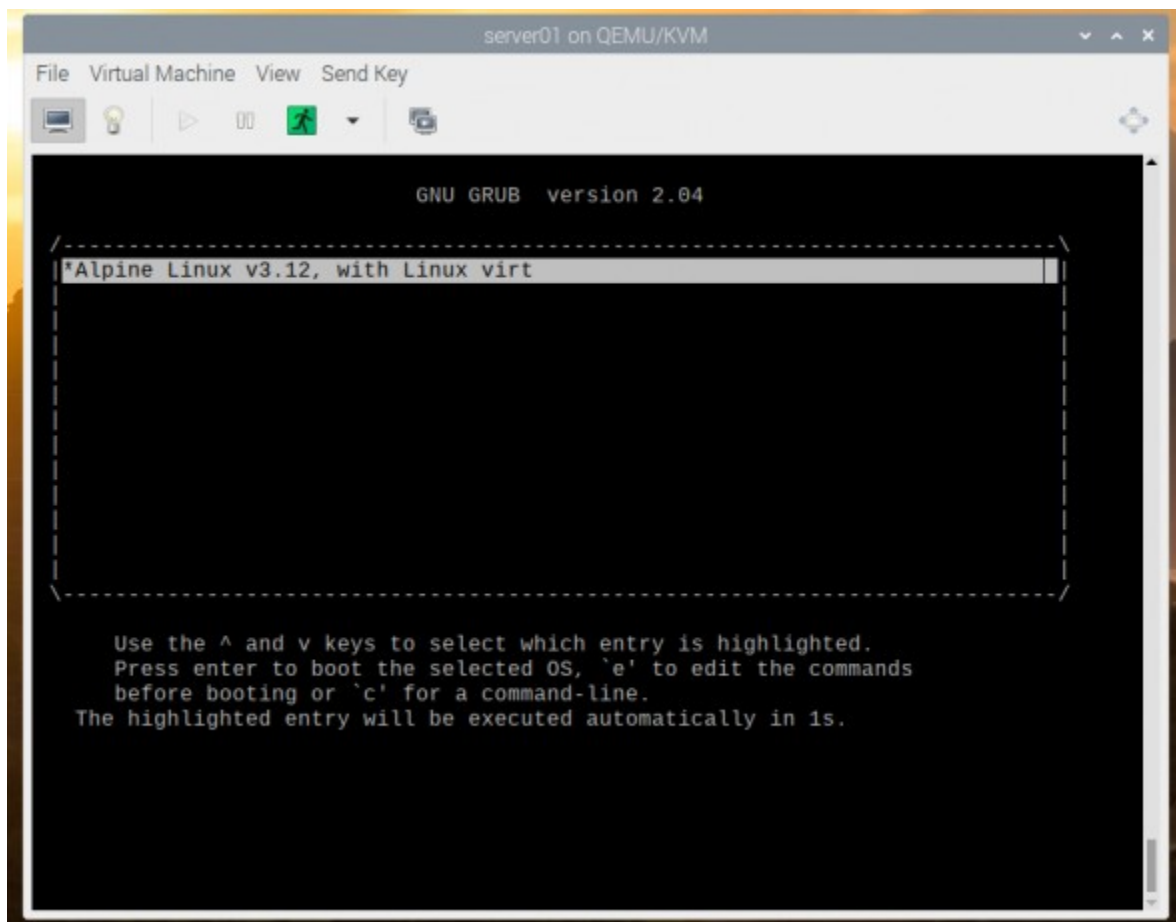 server01 on QEMU/KVM
File Virtual Machine View Send Key
GNU GRUB version 2.04
*Alpine Linux v3.12, with Linux virt
Use the ^ and v keys to select which entry is highlighted.
Press enter to boot the selected OS, `e' to edit the commands
before booting or `c' for a command-line.
The highlighted entry will be executed automatically in 1s.